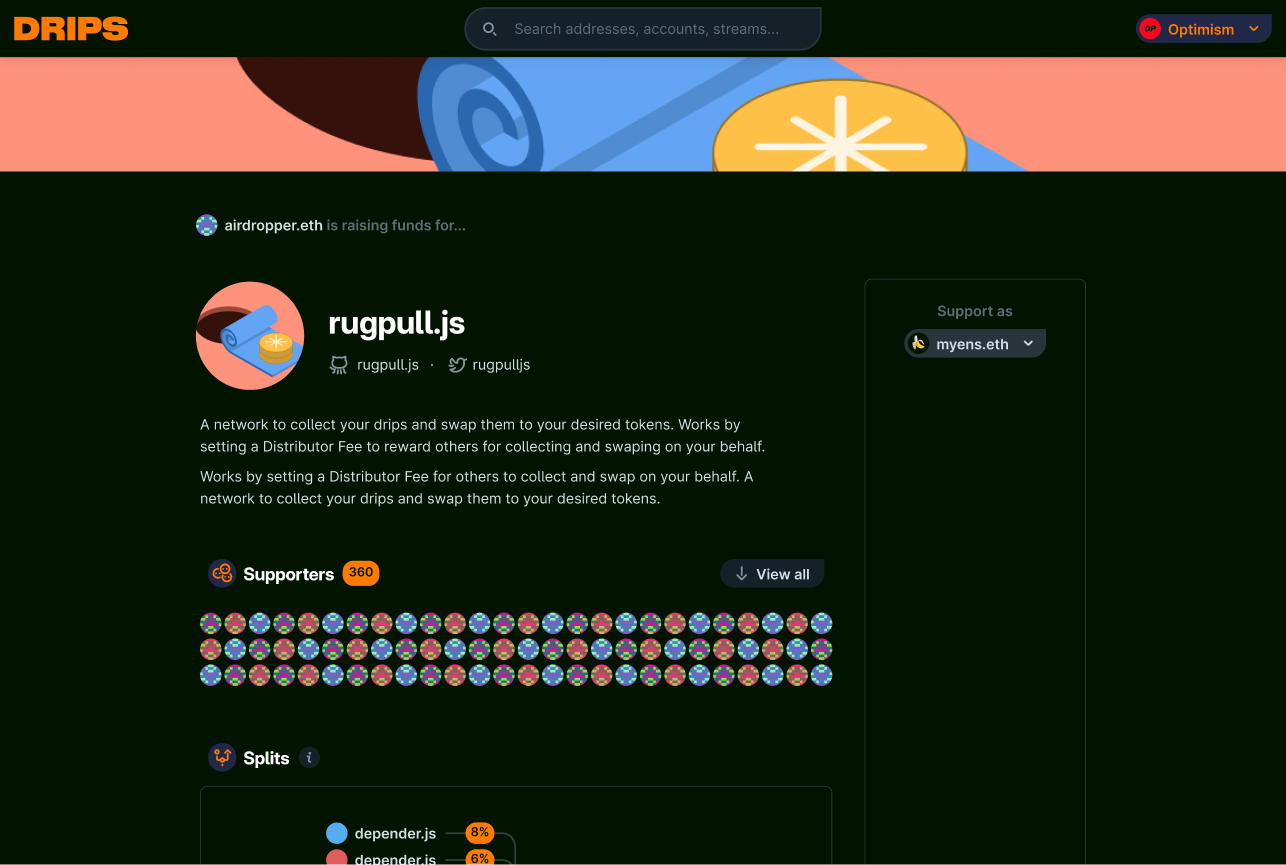 DRIPS
Search addresses, accounts, streams...
OP
Optimism
airdropper.eth is raising funds for...
rugpull.js
rugpull.js · rugpulljs
Support as
myens.eth
A network to collect your drips and swap them to your desired tokens. Works by
setting a Distributor Fee to reward others for collecting and swaping on your behalf.
Works by setting a Distributor Fee for others to collect and swap on your behalf. A
network to collect your drips and swap them to your desired tokens.
Supporters 360
View all
Splits i
depender.js 8%
depender.js 6%